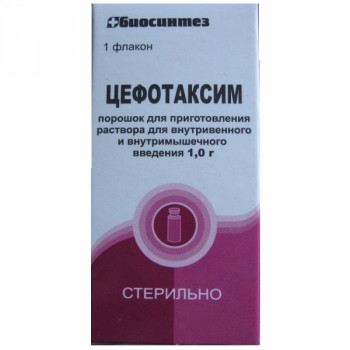 биосинтез
1 флакон
ЦЕФОТАКСИМ
порошок для приготовления
раствора для внутривенного
и внутримышечного
введения 1,0 г
СТЕРИЛЬНО